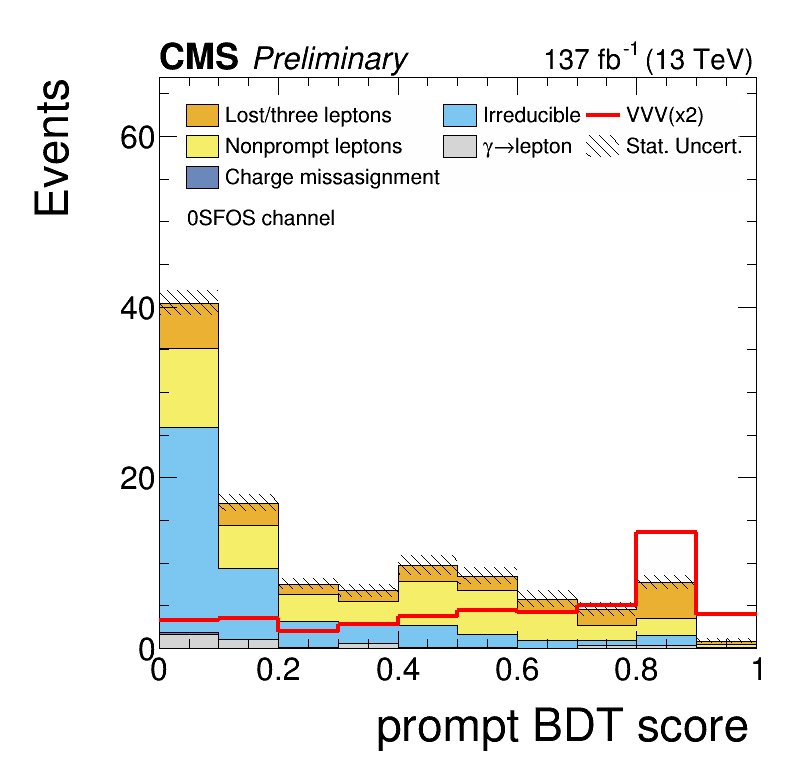 CMS Preliminary 137 fb⁻¹ (13 TeV)
Events
Lost/three leptons Irreducible VVV(x2)
Nonprompt leptons γ→lepton Stat. Uncert.
Charge missasignment
0SFOS channel
60
40
20
0
0 0.2 0.4 0.6 0.8 1
prompt BDT score